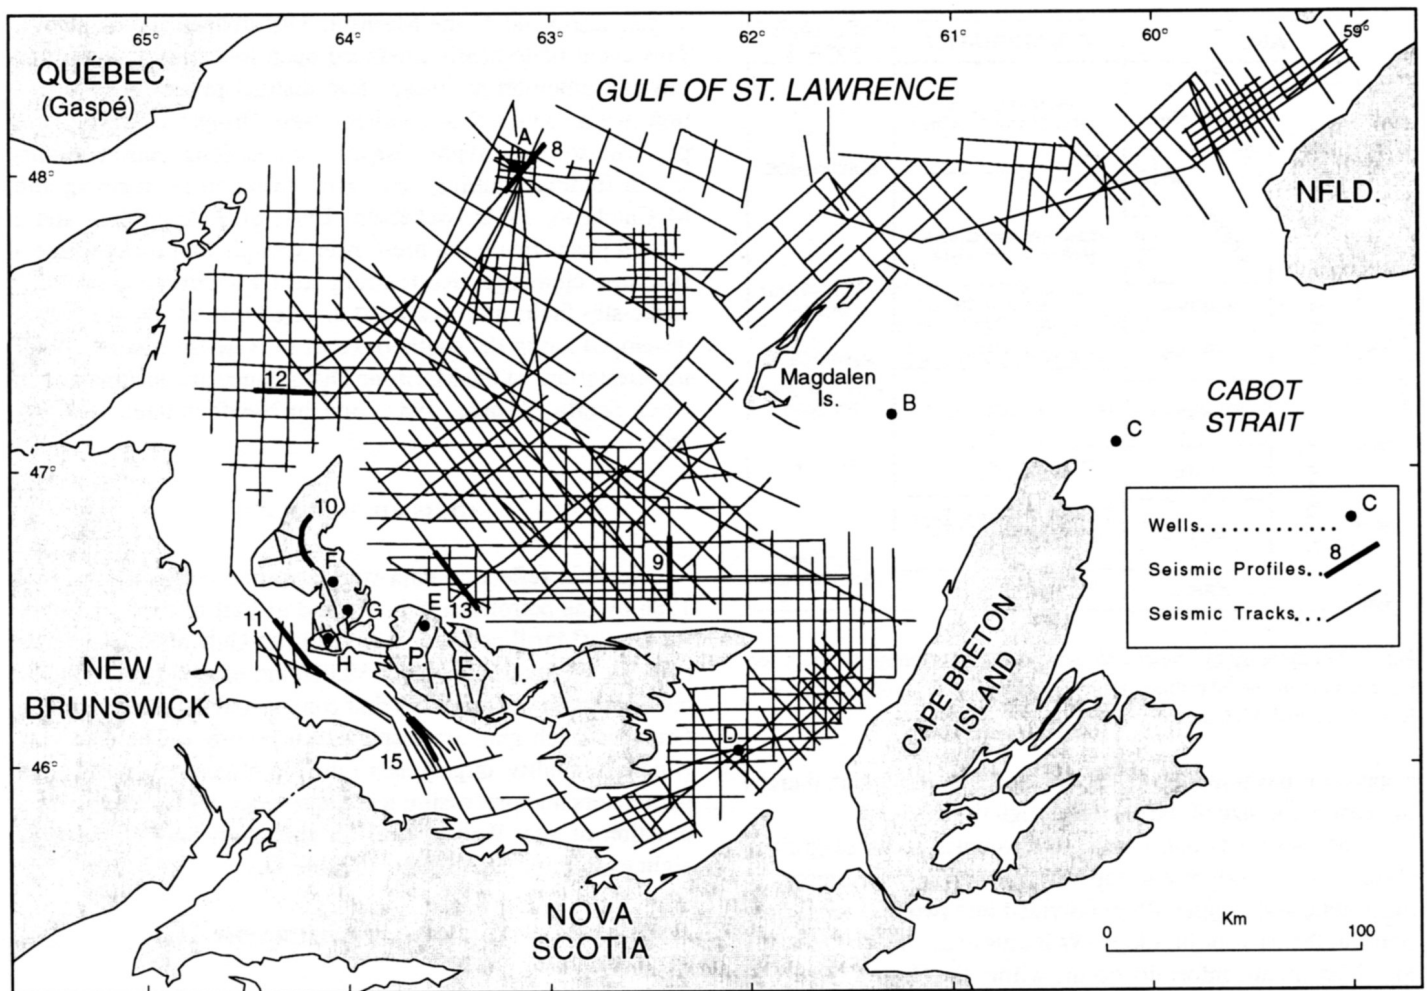 65°
64°
63°
62°
61°
60°
59°
QUÉBEC
(Gaspé)
GULF OF ST. LAWRENCE
A
8
48°
NFLD.
12
Magdalen
Is.
B
CABOT
STRAIT
C
47°
10
F
G
E
13
9
11
H
P.
E.
I.
Wells............
C
Seismic Profiles..
8
Seismic Tracks...
NEW
BRUNSWICK
CAPE BRETON
ISLAND
D
15
46°
NOVA
SCOTIA
Km
0
100